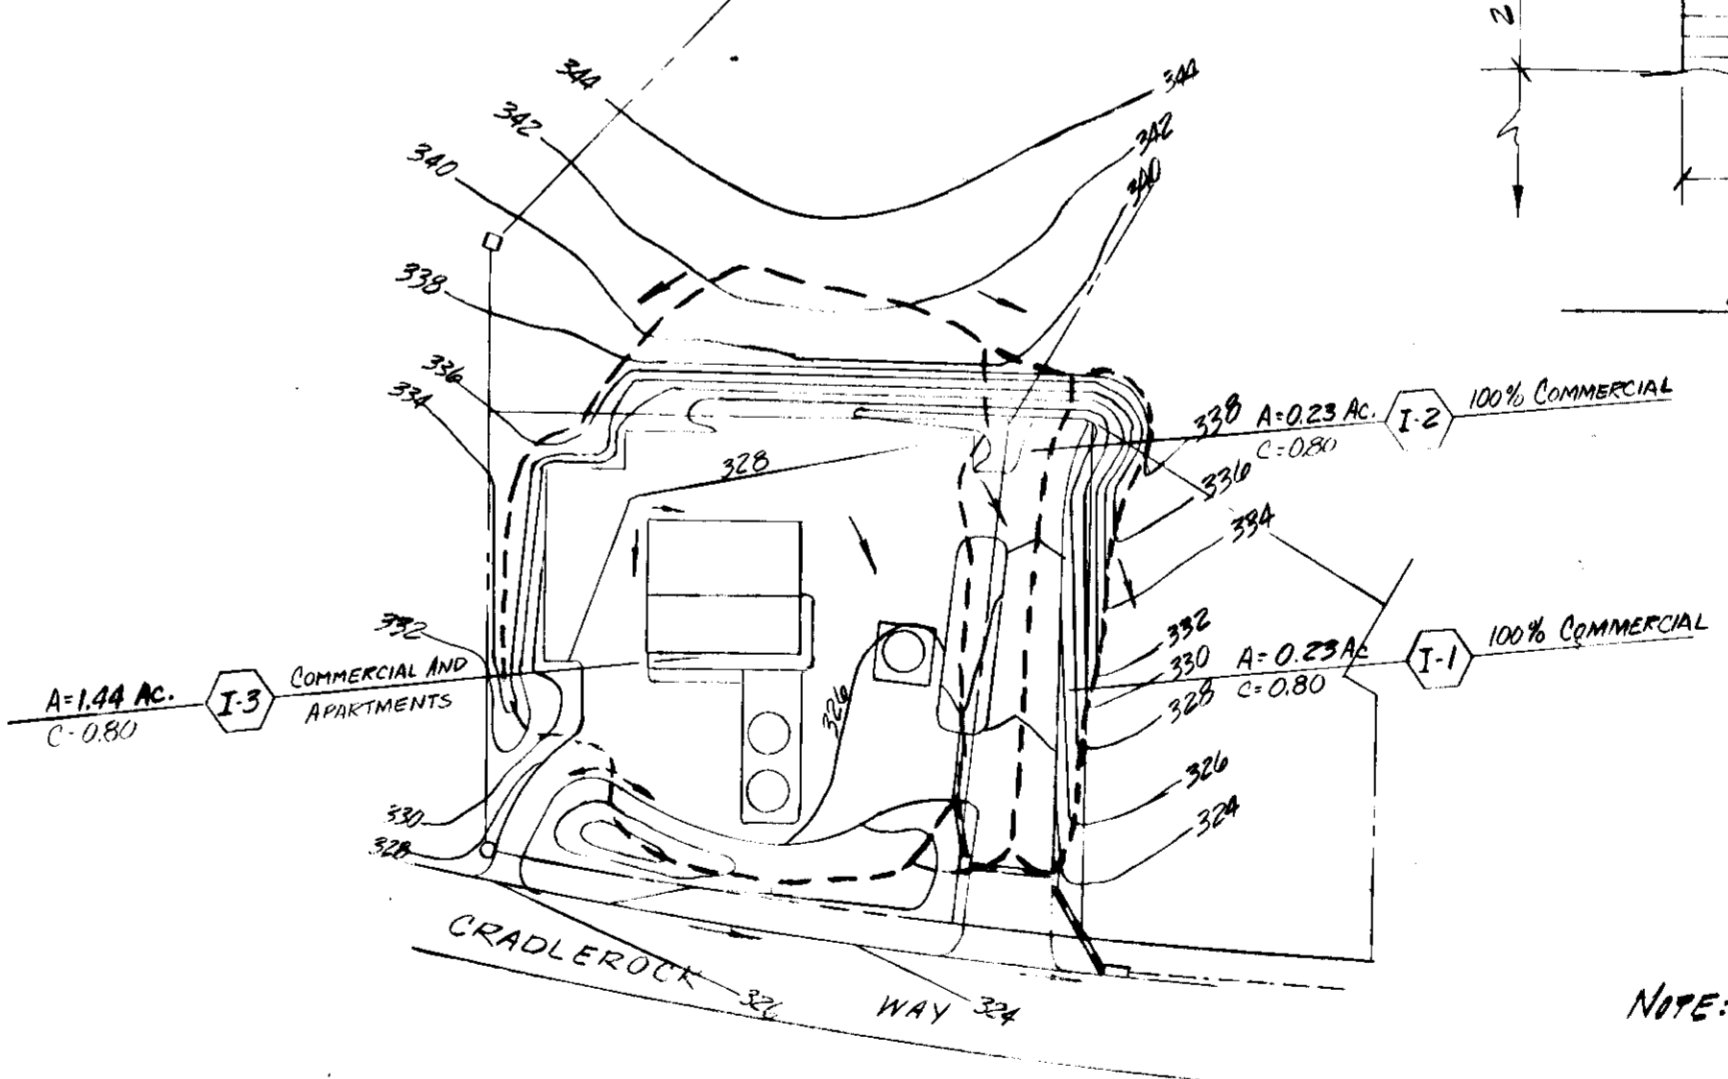 2
344
344
342
342
340
340
338
336
334
338
A=0.23 AC.
C=0.80
I-2
100% COMMERCIAL
328
336
334
332
332
330
328
A=0.23 AC
C=0.80
I-1
100% COMMERCIAL
A=1.44 AC.
C-0.80
I-3
COMMERCIAL AND
APARTMENTS
326
326
324
330
328
CRADLEROCK WAY
326
324
NOTE: